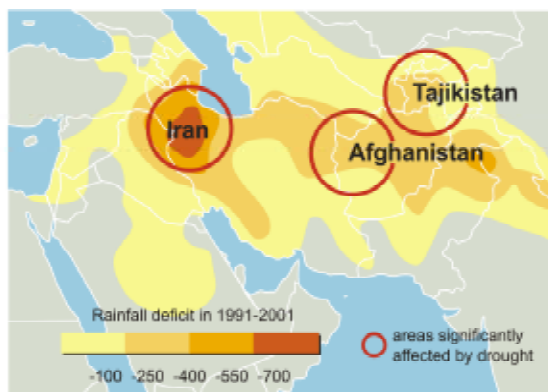 Tajikistan
Iran
Afghanistan
Rainfall deficit in 1991-2001
areas significantly
affected by drought
-100 -250 -400 -550 -700